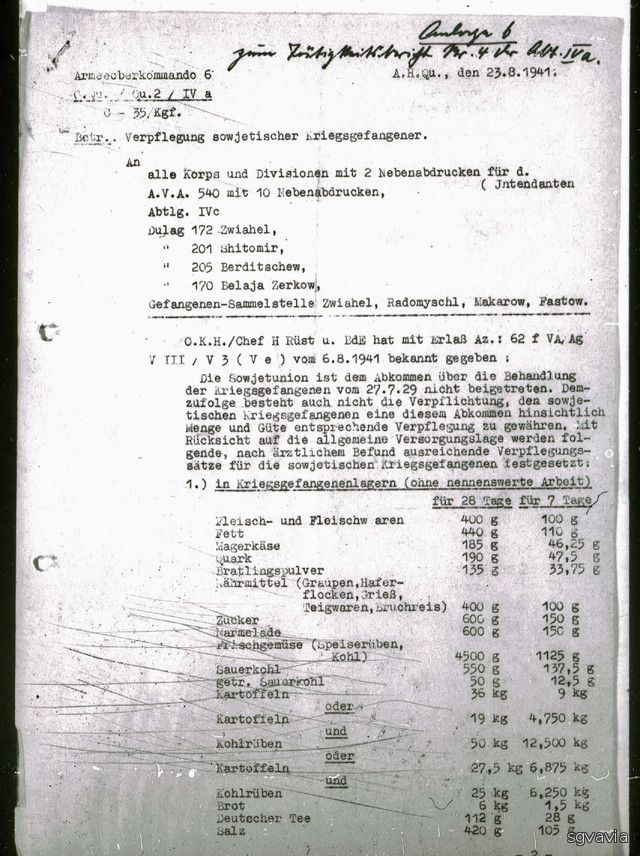 Anlage 6
zum Tätigkeitsbericht Nr. 4 der Abt. IVa.
Armeeoberkommando 6
O.Qu. / Qu.2 / IV a
O - 35/Kgf.
A.H.Qu., den 23.8.1941.
Betr.. Verpflegung sowjetischer Kriegsgefangener.
An
alle Korps und Divisionen mit 2 Nebenabdrucken für d.
( Jntendanten
A.V.A. 540 mit 10 Nebenabdrucken,
Abtlg. IVc
Dulag 172 Zwiahel,
" 201 Shitomir,
" 205 Berditschew,
" 170 Belaja Zerkow,
Gefangenen-Sammelstelle Zwiahel, Radomyschl, Makarow, Fastow.
O.K.H./Chef H Rüst u. BdE hat mit Erlaß Az.: 62 f VA/Ag
V III / V 3 ( V e ) vom 6.8.1941 bekannt gegeben :
Die Sowjetunion ist dem Abkommen über die Behandlung
der Kriegsgefangenen vom 27.7.29 nicht beigetreten. Dem-
zufolge besteht auch nicht die Verpflichtung, den sowje-
tischen Kriegsgefangenen eine diesem Abkommen hinsichtlich
Menge und Güte entsprechende Verpflegung zu gewähren. Mit
Rücksicht auf die allgemeine Versorgungslage werden fol-
gende, nach ärztlichem Befund ausreichende Verpflegungs-
sätze für die sowjetischen Kriegsgefangenen festgesetzt:
1.) in Kriegsgefangenenlagern (ohne nennenswerte Arbeit)
für 28 Tage für 7 Tage
Fleisch- und Fleischw aren 400 g 100 g
Fett 440 g 110 g
Magerkäse 185 g 46,25 g
Quark 190 g 47,5 g
Bratlingspulver 135 g 33,75 g
Nährmittel (Graupen,Hafer-
flocken,Grieß,
Teigwaren,Bruchreis) 400 g 100 g
Zucker 600 g 150 g
Marmelade 600 g 150 g
Frischgemüse (Speiserüben,
Kohl) 4500 g 1125 g
Sauerkohl 550 g 137,5 g
getr. Sauerkohl 50 g 12,5 g
Kartoffeln 36 kg 9 kg
oder
Kartoffeln 19 kg 4,750 kg
und
Kohlrüben 50 kg 12,500 kg
oder
Kartoffeln 27,5 kg 6,875 kg
und
Kohlrüben 25 kg 6,250 kg
Brot 6 kg 1,5 kg
Deutscher Tee 112 g 28 g
Salz 420 g 105 g
sgvavia